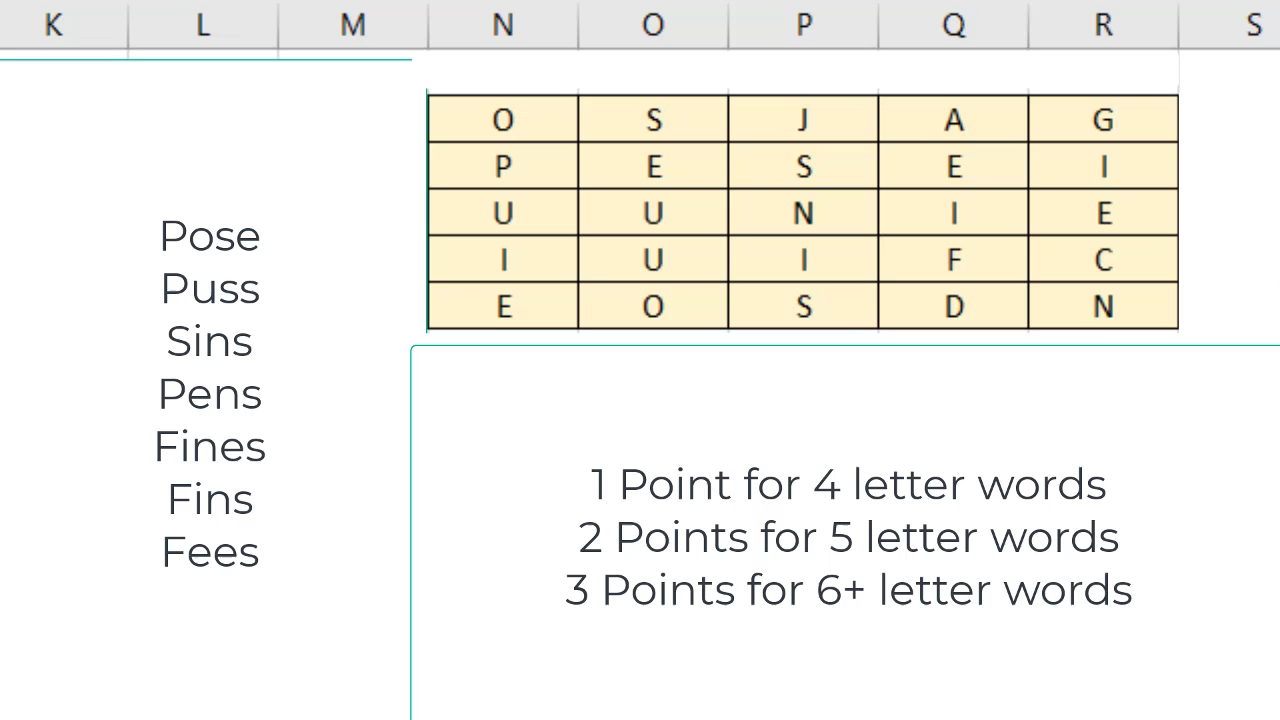 K L M N O P Q R S
O S J A G
P E S E I
U U N I E
I U I F C
E O S D N
Pose
Puss
Sins
Pens
Fines
Fins
Fees
1 Point for 4 letter words
2 Points for 5 letter words
3 Points for 6+ letter words